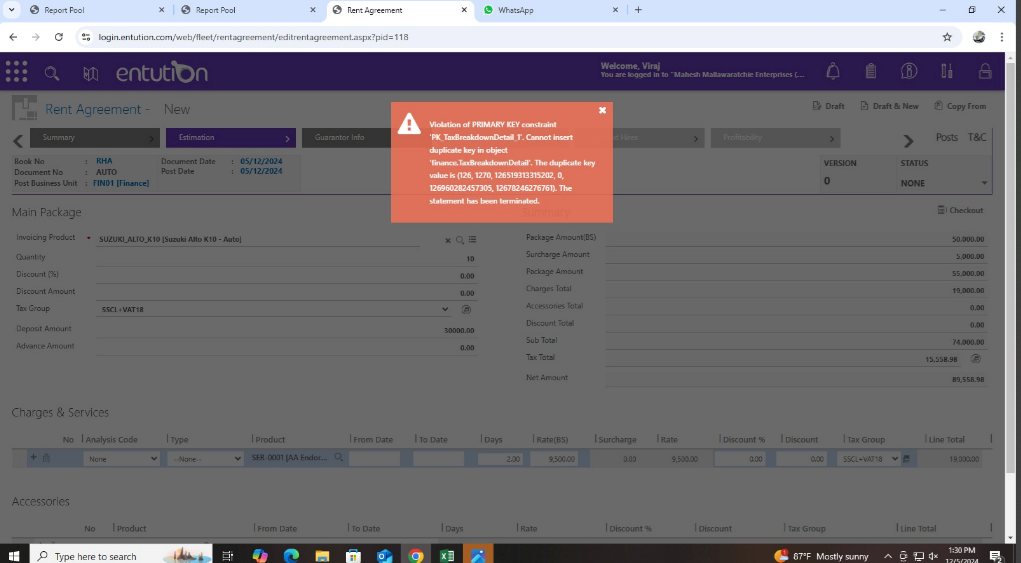 Report Pool
Report Pool
Rent Agreement
WhatsApp
login.entution.com/web/fleet/rentagreement/editrentagreement.aspx?pid=118
entution
Welcome, Viraj
You are logged in to "Mahesh Mallawaratchie Enterprises (...
Rent Agreement - New
Draft
Draft & New
Copy From
Summary
Estimation
Guarantor Info
Profitability
Posts T&C
Book No : RHA
Document No : AUTO
Post Business Unit : FIN01 [Finance]
Document Date : 05/12/2024
Post Date : 05/12/2024
VERSION
0
STATUS
NONE
Violation of PRIMARY KEY constraint
'PK_TaxBreakdownDetail_T'. Cannot insert
duplicate key in object
'finance.TaxBreakdownDetail'. The duplicate key
value is (126, 1270, 126519313315202, 0,
126960282457305, 12678246276761). The
statement has been terminated.
Main Package
Invoicing Product • SUZUKI_ALTO_K10 [Suzuki Alto K10 - Auto]
Quantity 10
Discount (%) 0.00
Discount Amount 0.00
Tax Group SSCL+VAT18
Deposit Amount 30000.00
Advance Amount 0.00
Summary
Checkout
Package Amount(BS) 50,000.00
Surcharge Amount 5,000.00
Package Amount 55,000.00
Charges Total 19,000.00
Accessories Total 0.00
Discount Total 0.00
Sub Total 74,000.00
Tax Total 15,558.98
Net Amount 89,558.98
Charges & Services
No Analysis Code Type Product From Date To Date Days Rate(BS) Surcharge Rate Discount % Discount Tax Group Line Total
None --None-- SER-0001 [AA Endor... 2.00 9,500.00 0.00 9,500.00 0.00 0.00 SSCL+VAT18 19,000.00
Accessories
No Product From Date To Date Days Rate Discount % Discount Tax Group Line Total
Type here to search
87°F Mostly sunny
1:30 PM
12/5/2024